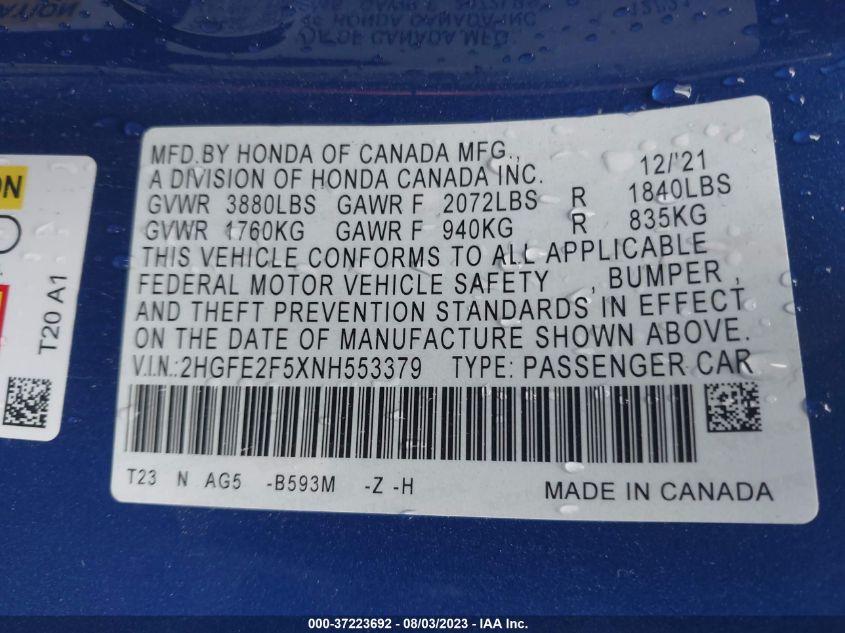 MFD.BY HONDA OF CANADA MFG., 12/'21
A DIVISION OF HONDA CANADA INC.
GVWR 3880LBS GAWR F 2072LBS R 1840LBS
GVWR 1760KG GAWR F 940KG R 835KG
THIS VEHICLE CONFORMS TO ALL APPLICABLE
FEDERAL MOTOR VEHICLE SAFETY , BUMPER ,
AND THEFT PREVENTION STANDARDS IN EFFECT
ON THE DATE OF MANUFACTURE SHOWN ABOVE.
V.I.N.: 2HGFE2F5XNH553379 TYPE: PASSENGER CAR
T23 N AG5 -B593M -Z -H MADE IN CANADA
T20 A1
000-37223692 - 08/03/2023 - IAA Inc.